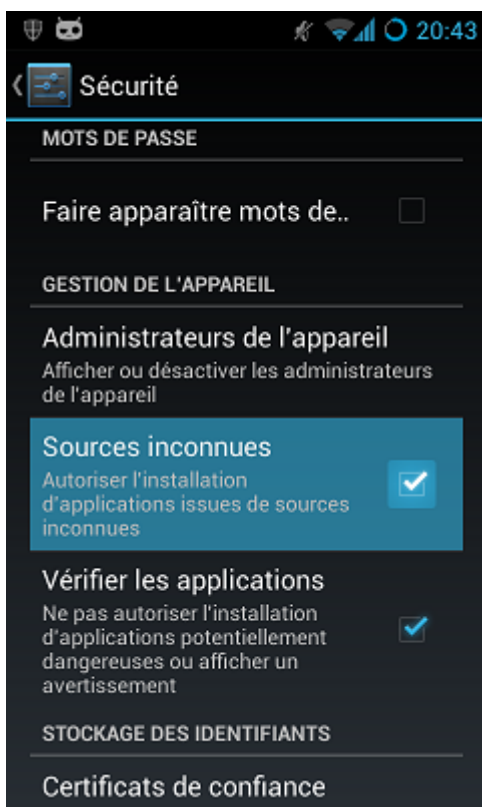 20:43
Sécurité
MOTS DE PASSE
Faire apparaître mots de..
GESTION DE L'APPAREIL
Administrateurs de l'appareil
Afficher ou désactiver les administrateurs
de l'appareil
Sources inconnues
Autoriser l'installation
d'applications issues de sources
inconnues
Vérifier les applications
Ne pas autoriser l'installation
d'applications potentiellement
dangereuses ou afficher un
avertissement
STOCKAGE DES IDENTIFIANTS
Certificats de confiance